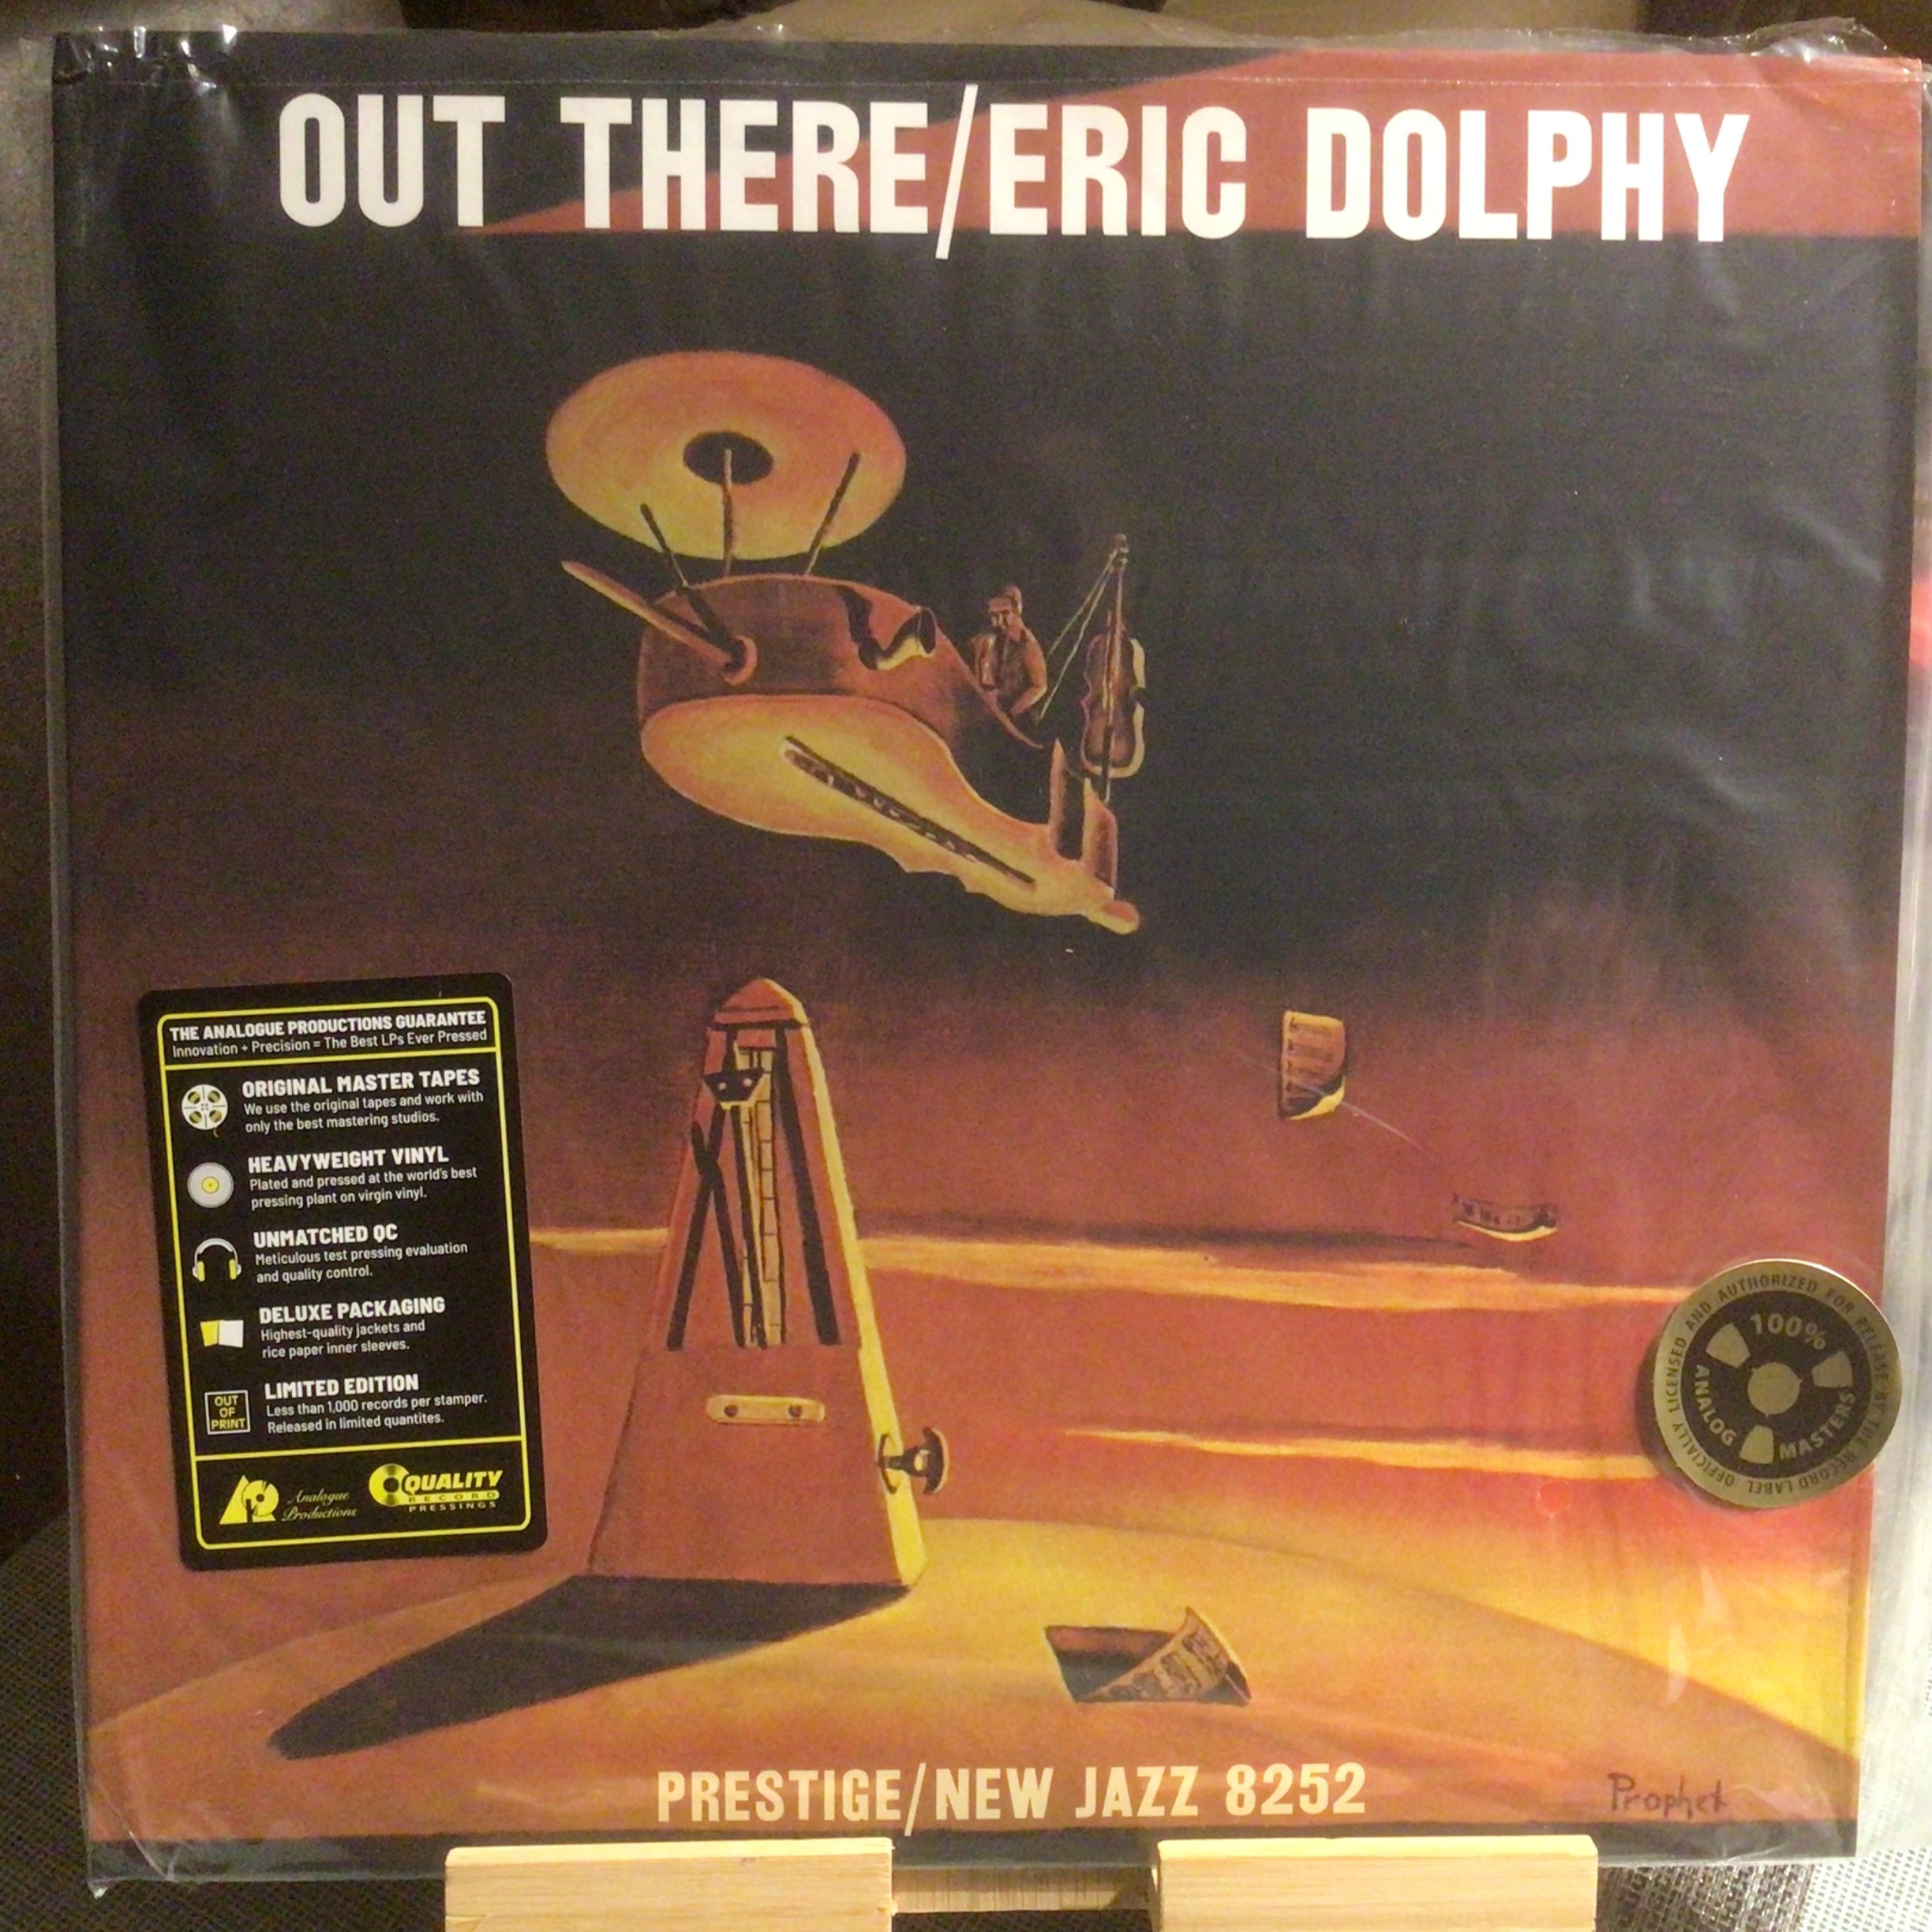 OUT THERE/ERIC DOLPHY
THE ANALOGUE PRODUCTIONS GUARANTEE
Innovation + Precision = The Best LPs Ever Pressed
ORIGINAL MASTER TAPES
We use the original tapes and work with
only the best mastering studios.
HEAVYWEIGHT VINYL
Plated and pressed at the world's best
pressing plant on virgin vinyl.
UNMATCHED QC
Meticulous test pressing evaluation
and quality control.
DELUXE PACKAGING
Highest-quality jackets and
rice paper inner sleeves.
OUT
OF
PRINT
LIMITED EDITION
Less than 1,000 records per stamper.
Released in limited quantites.
Analogue
Productions
QUALITY
RECORD
PRESSINGS
OFFICIALLY LICENSED AND AUTHORIZED FOR RELEASE BY THE RECORD LABEL
100%
ANALOG
MASTERS
PRESTIGE/NEW JAZZ 8252
Prophet